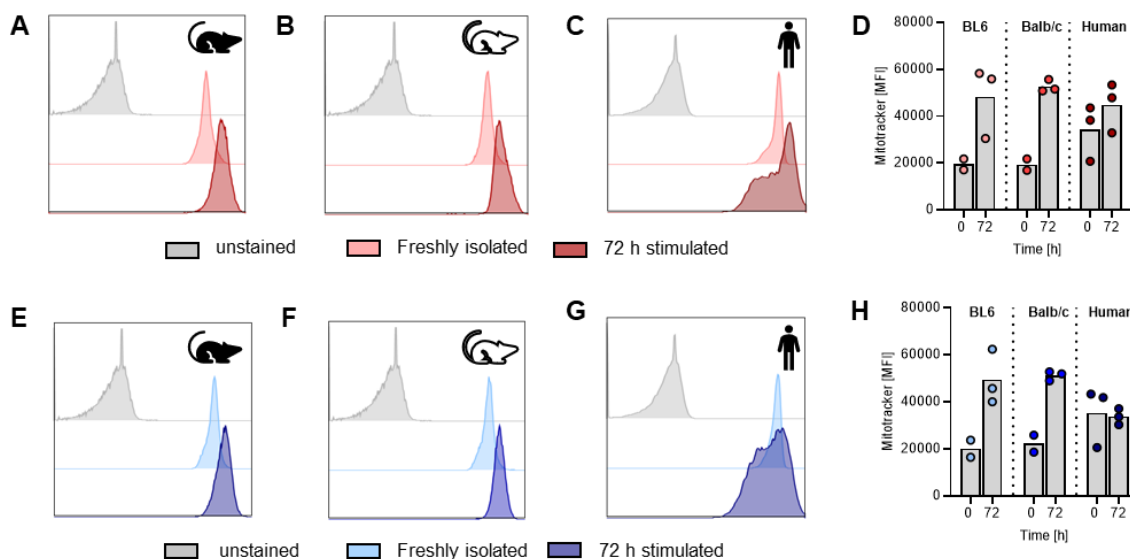 A
B
C
D
BL6 Balb/c Human
Mitotracker [MFI]
80000
60000
40000
20000
0
0 72 0 72 0 72
Time [h]
unstained Freshly isolated 72 h stimulated
E
F
G
H
BL6 Balb/c Human
Mitotracker [MFI]
80000
60000
40000
20000
0
0 72 0 72 0 72
Time [h]
unstained Freshly isolated 72 h stimulated